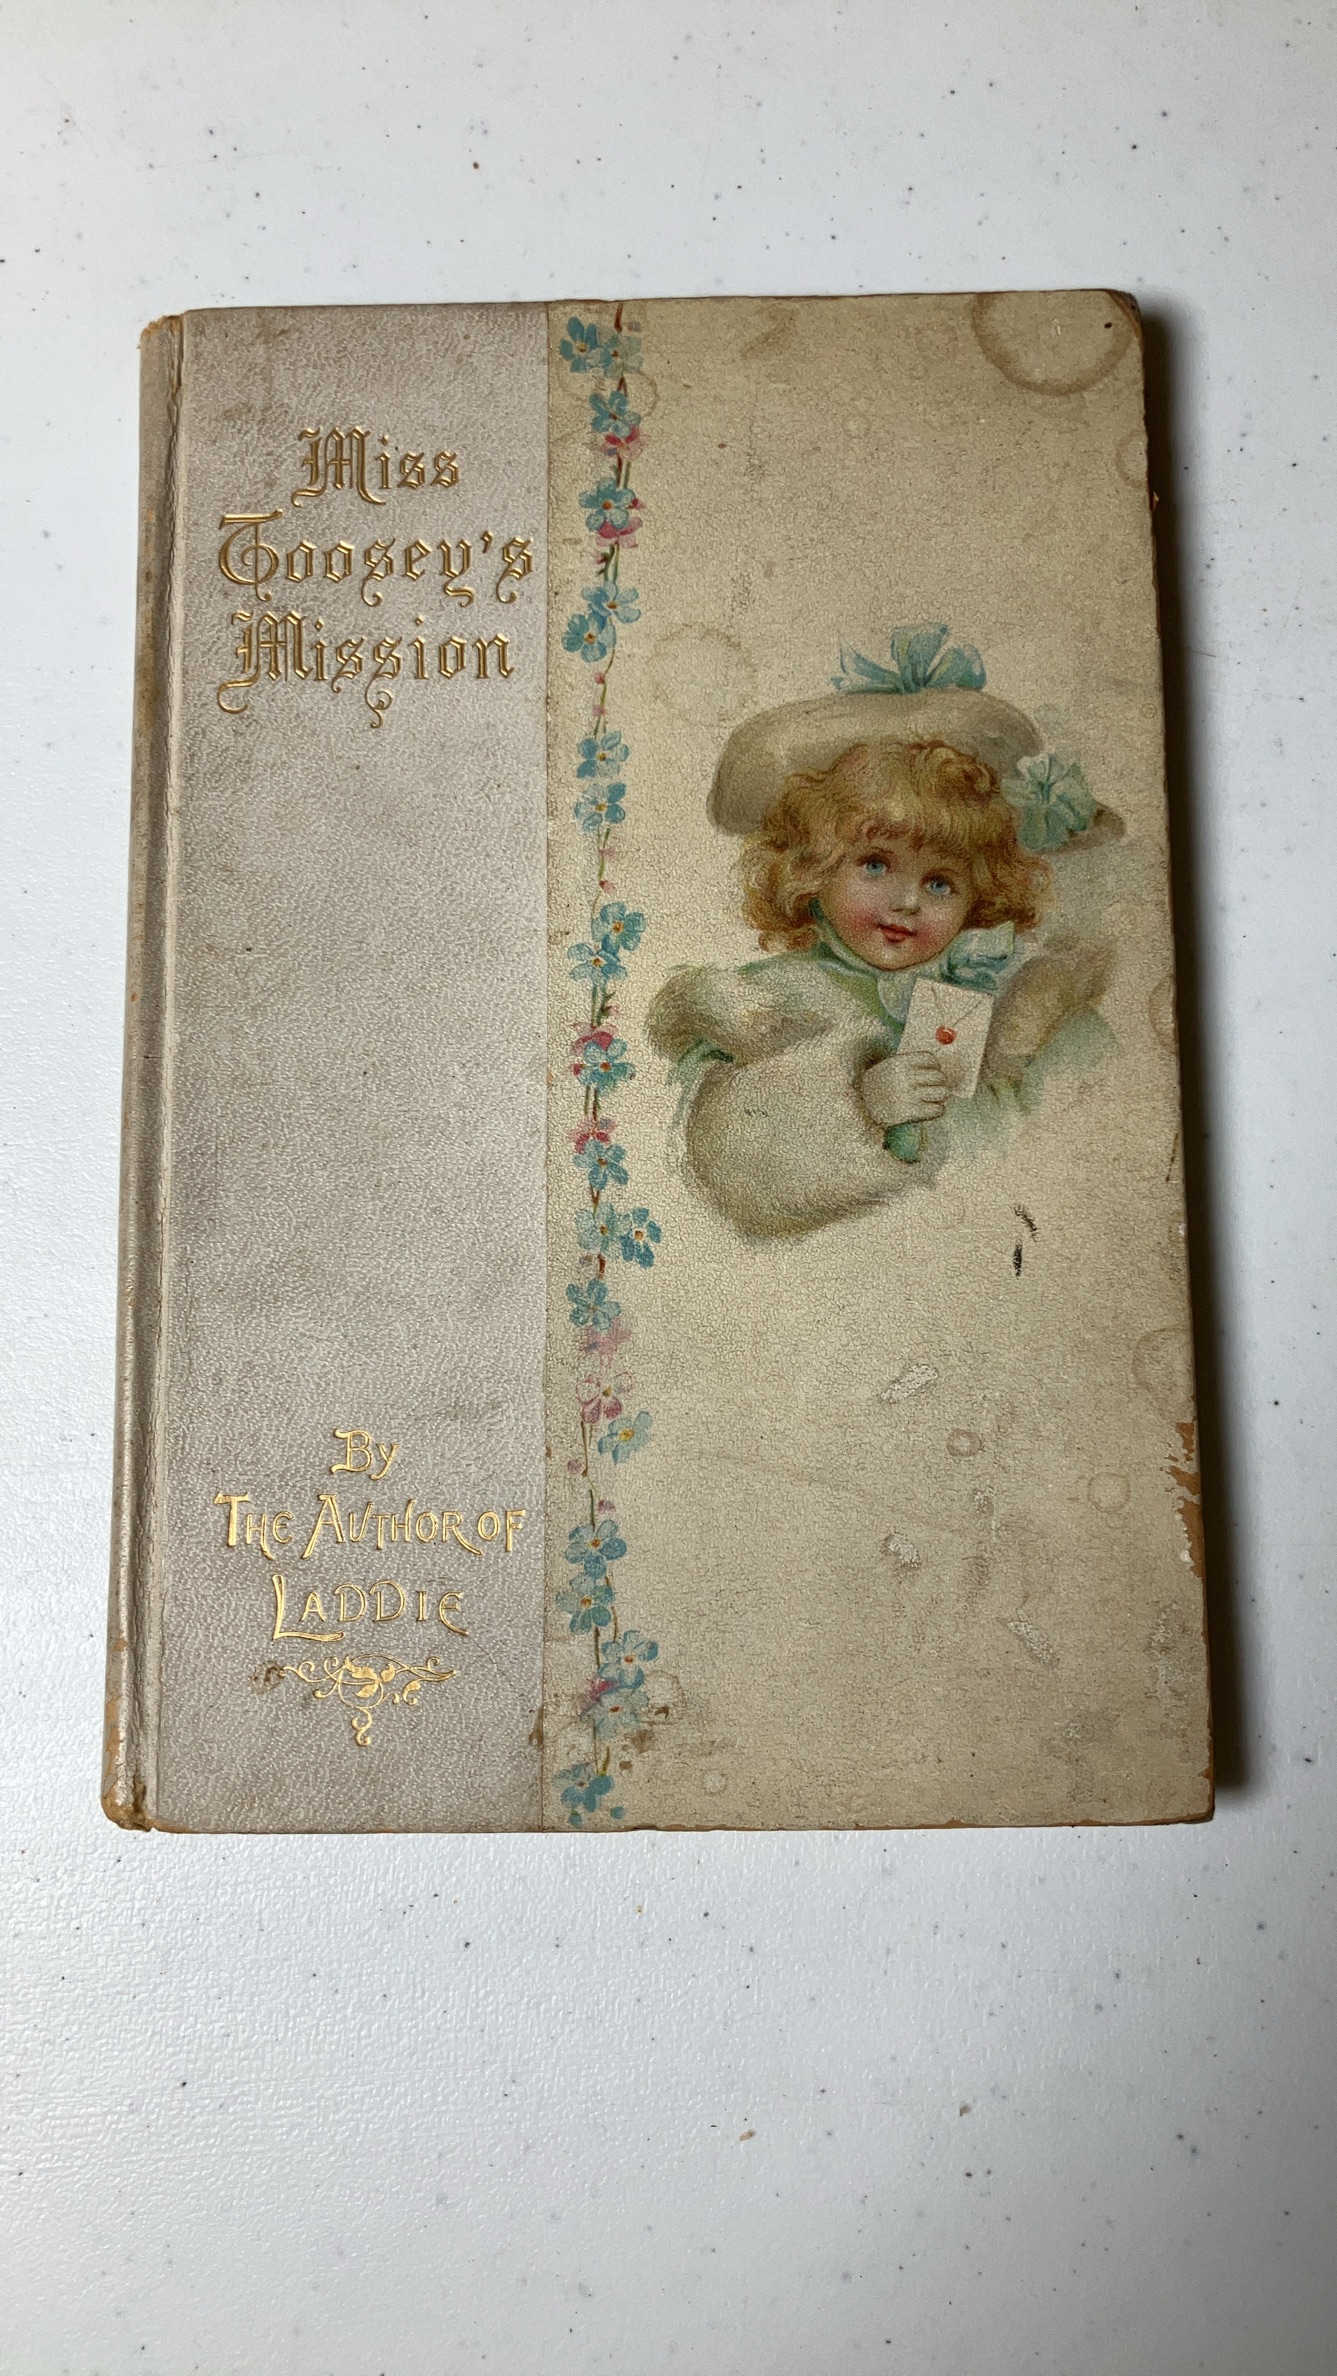 Miss
Toosey's
Mission
By
The Author of
Laddie